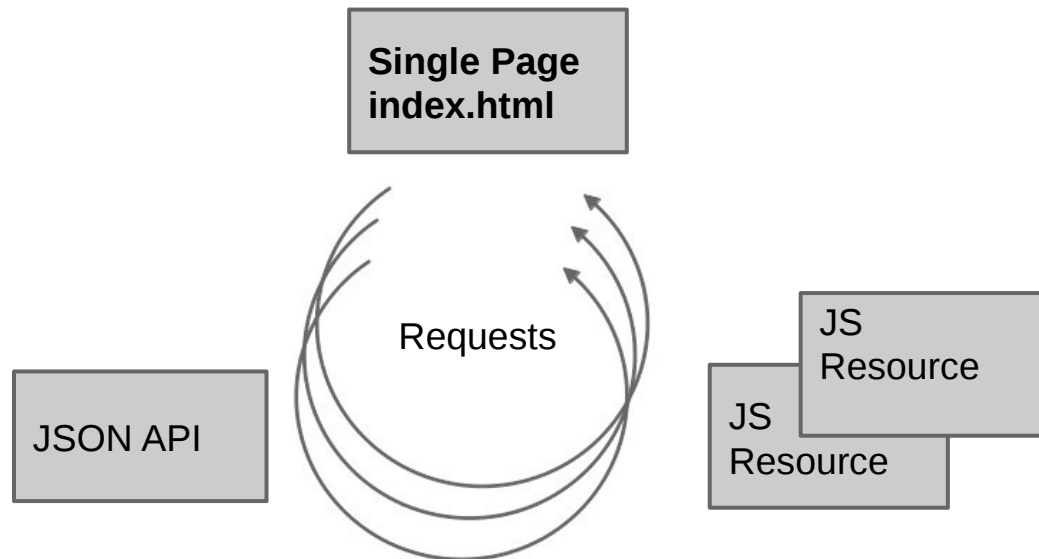 Single Page
index.html
Requests
JSON API
JS
Resource
JS
Resource